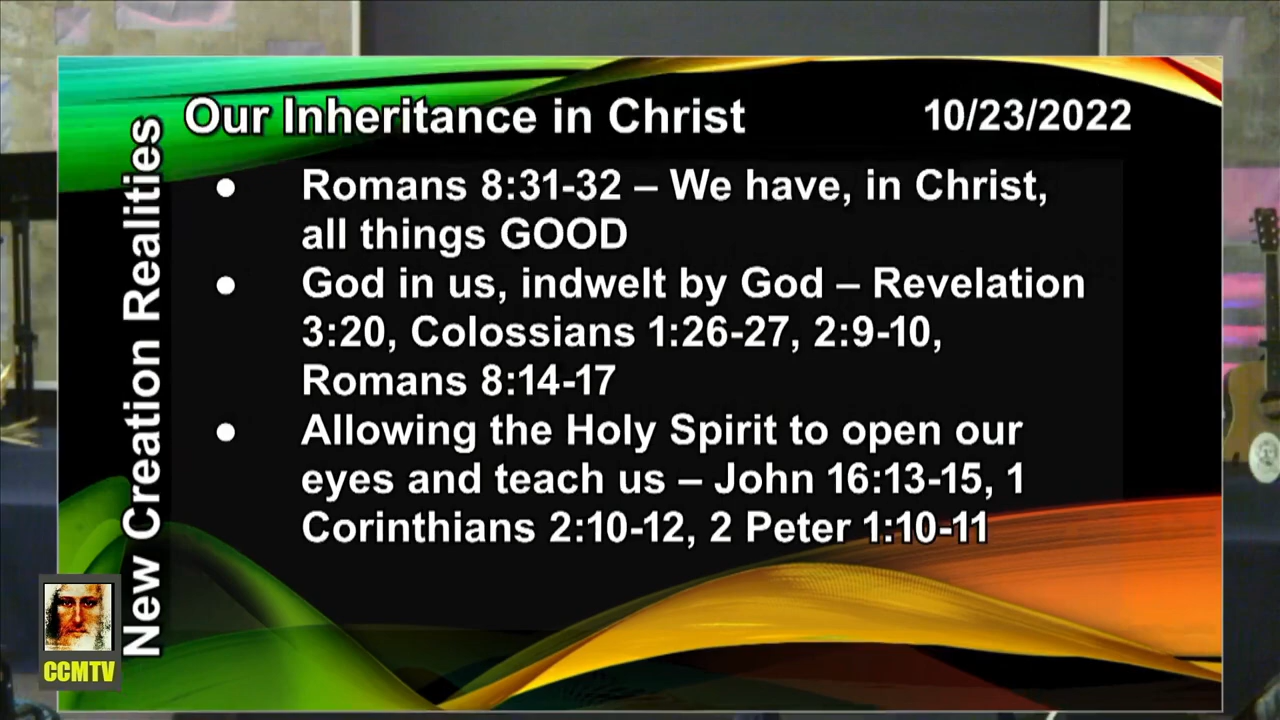 Our Inheritance in Christ
10/23/2022
New Creation Realities
● Romans 8:31-32 – We have, in Christ,
all things GOOD
● God in us, indwelt by God – Revelation
3:20, Colossians 1:26-27, 2:9-10,
Romans 8:14-17
● Allowing the Holy Spirit to open our
eyes and teach us – John 16:13-15, 1
Corinthians 2:10-12, 2 Peter 1:10-11
CCMTV